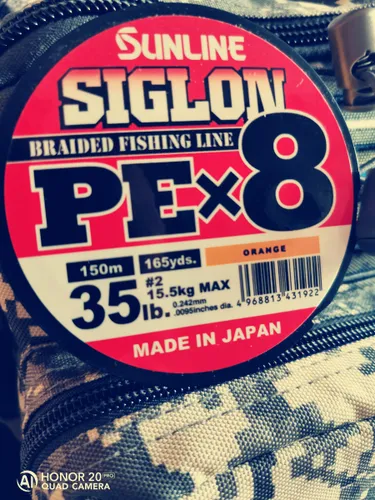 SUNLINE
SIGLON
BRAIDED FISHING LINE
PE×8
ORANGE
150m 165yds.
35lb. #2 15.5kg MAX
0.242mm
.0095inches dia.
4 968813 431922
MADE IN JAPAN
HONOR 20 PRO
AI QUAD CAMERA